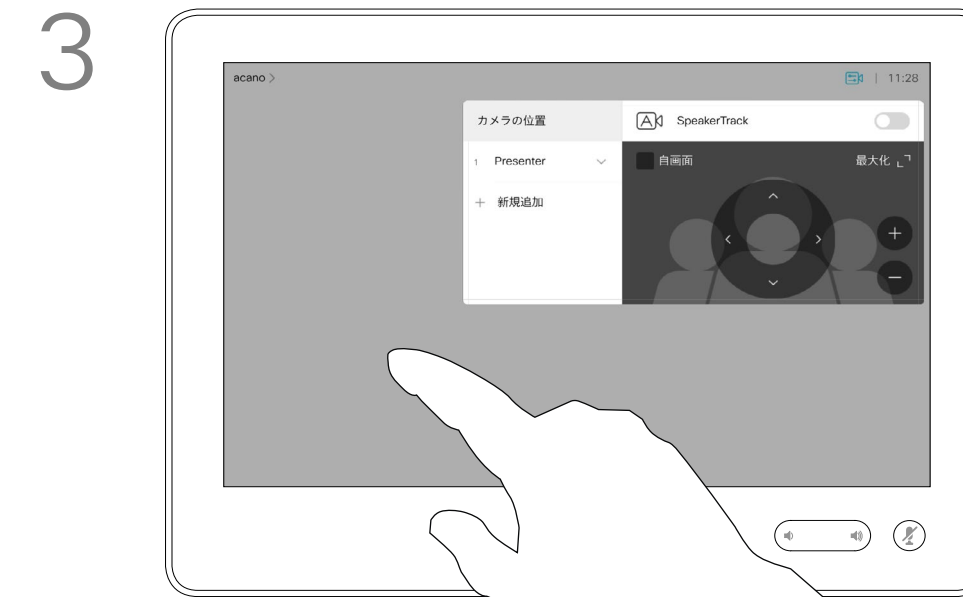 3
acano >
11:28
カメラの位置
SpeakerTrack
1 Presenter
自画面
最大化
+ 新規追加